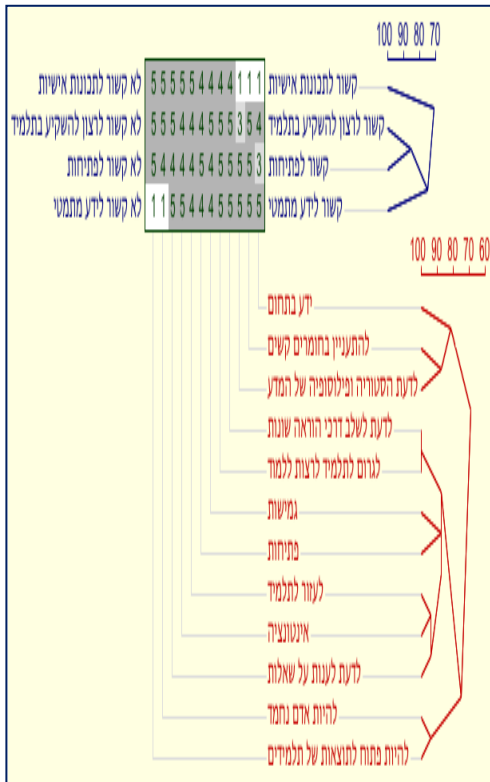 100 90 80 70
קשור לתכונות אישיות 5 5 5 5 5 4 4 4 4 1 1 1 לא קשור לתכונות אישיות
קשור לרצון להשקיע בתלמיד 5 5 5 4 4 4 5 5 5 3 5 4 לא קשור לרצון להשקיע בתלמיד
קשור לפתיחות 5 4 4 4 4 5 4 5 5 5 5 3 לא קשור לפתיחות
קשור לידע מתמטי 1 1 5 5 4 4 4 5 5 5 5 5 לא קשור לידע מתמטי
100 90 80 70 60
ידע בתחום
להתעניין בחומרים קשים
לדעת הסטוריה ופילוסופיה של המדע
לדעת לשלב דרכי הוראה שונות
לגרום לתלמיד לרצות ללמוד
גמישות
פתיחות
לעזור לתלמיד
אינטונציה
לדעת לענות על שאלות
להיות אדם נחמד
להיות פתוח לתוצאות של תלמידים